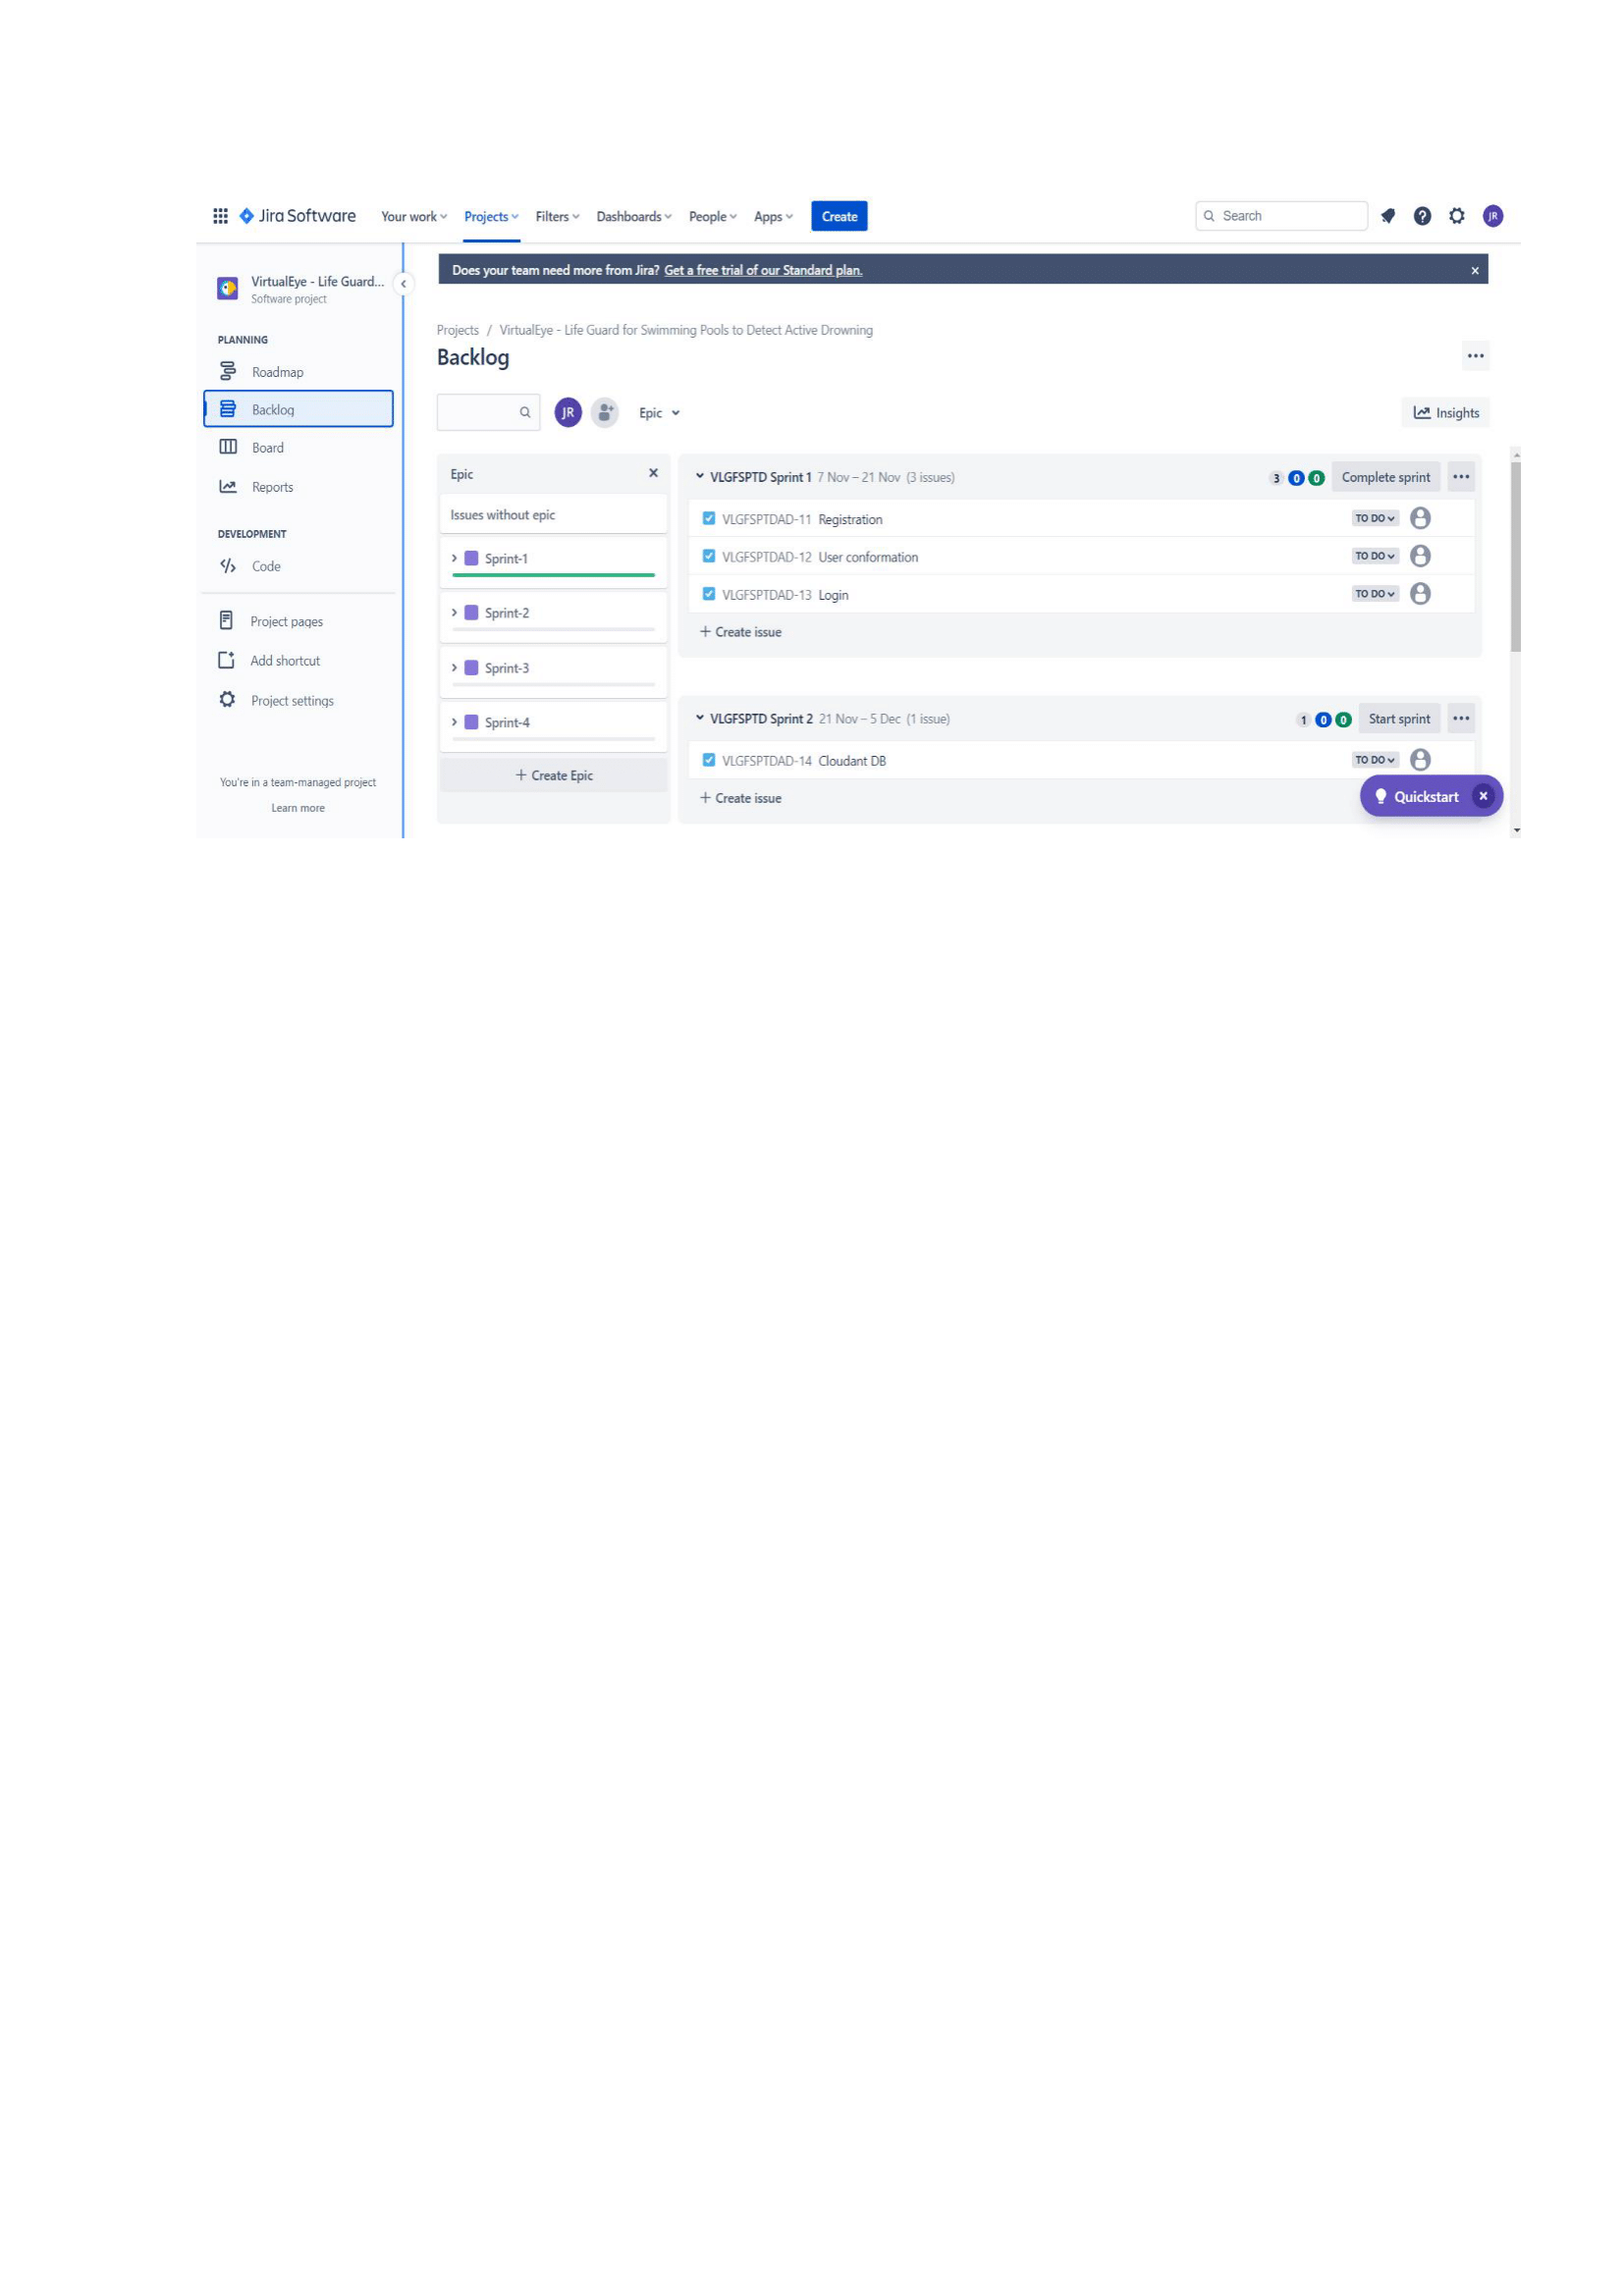 Jira Software Your work Projects Filters Dashboards People Apps Create Search JR
Does your team need more from Jira? Get a free trial of our Standard plan.
VirtualEye - Life Guard...
Software project
PLANNING
Roadmap
Backlog
Board
Reports
DEVELOPMENT
Code
Project pages
Add shortcut
Project settings
You're in a team-managed project
Learn more
Projects / VirtualEye - Life Guard for Swimming Pools to Detect Active Drowning
Backlog
JR Epic Insights
Epic
Issues without epic
Sprint-1
Sprint-2
Sprint-3
Sprint-4
+ Create Epic
VLGFSPTD Sprint 1 7 Nov – 21 Nov (3 issues) 3 0 0 Complete sprint
VLGFSPTDAD-11 Registration TO DO
VLGFSPTDAD-12 User conformation TO DO
VLGFSPTDAD-13 Login TO DO
+ Create issue
VLGFSPTD Sprint 2 21 Nov – 5 Dec (1 issue) 1 0 0 Start sprint
VLGFSPTDAD-14 Cloudant DB TO DO
+ Create issue
Quickstart